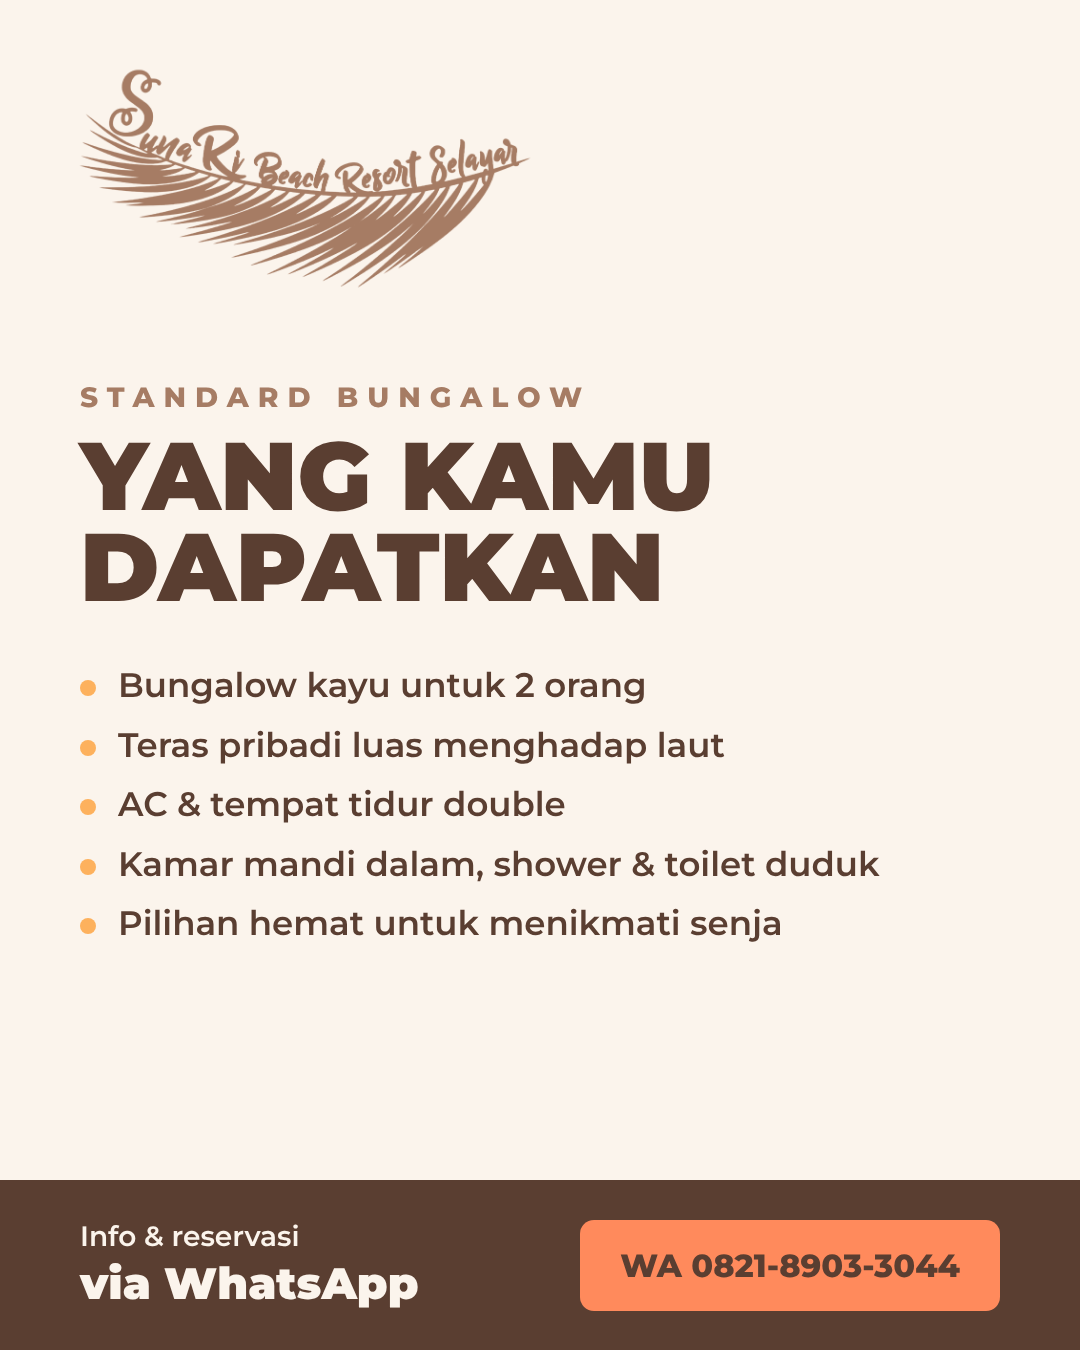 SunaRi Beach Resort Selayar
STANDARD BUNGALOW
YANG KAMU
DAPATKAN
Bungalow kayu untuk 2 orang
Teras pribadi luas menghadap laut
AC & tempat tidur double
Kamar mandi dalam, shower & toilet duduk
Pilihan hemat untuk menikmati senja
Info & reservasi
via WhatsApp
WA 0821-8903-3044